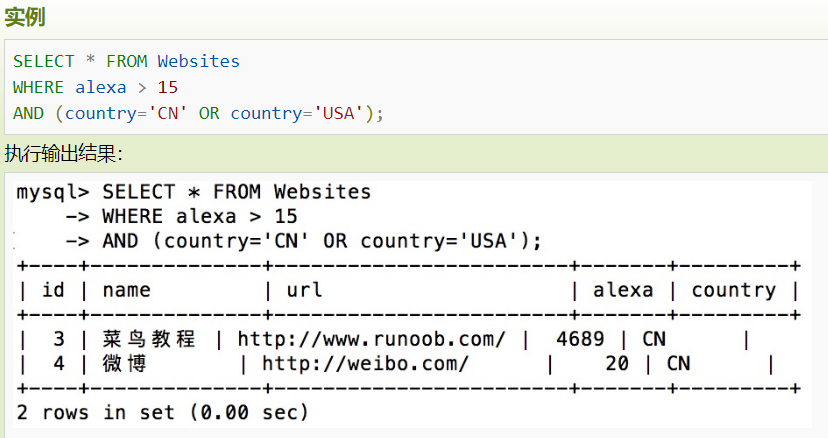 实例
SELECT * FROM Websites
WHERE alexa > 15
AND (country='CN' OR country='USA');
执行输出结果：
mysql> SELECT * FROM Websites
    -> WHERE alexa > 15
    -> AND (country='CN' OR country='USA');
+----+--------------+-------------------------+-------+---------+
| id | name         | url                     | alexa | country |
+----+--------------+-------------------------+-------+---------+
|  3 | 菜鸟教程 | http://www.runoob.com/ |  4689 | CN      |
|  4 | 微博       | http://weibo.com/      |    20 | CN      |
+----+--------------+-------------------------+-------+---------+
2 rows in set (0.00 sec)